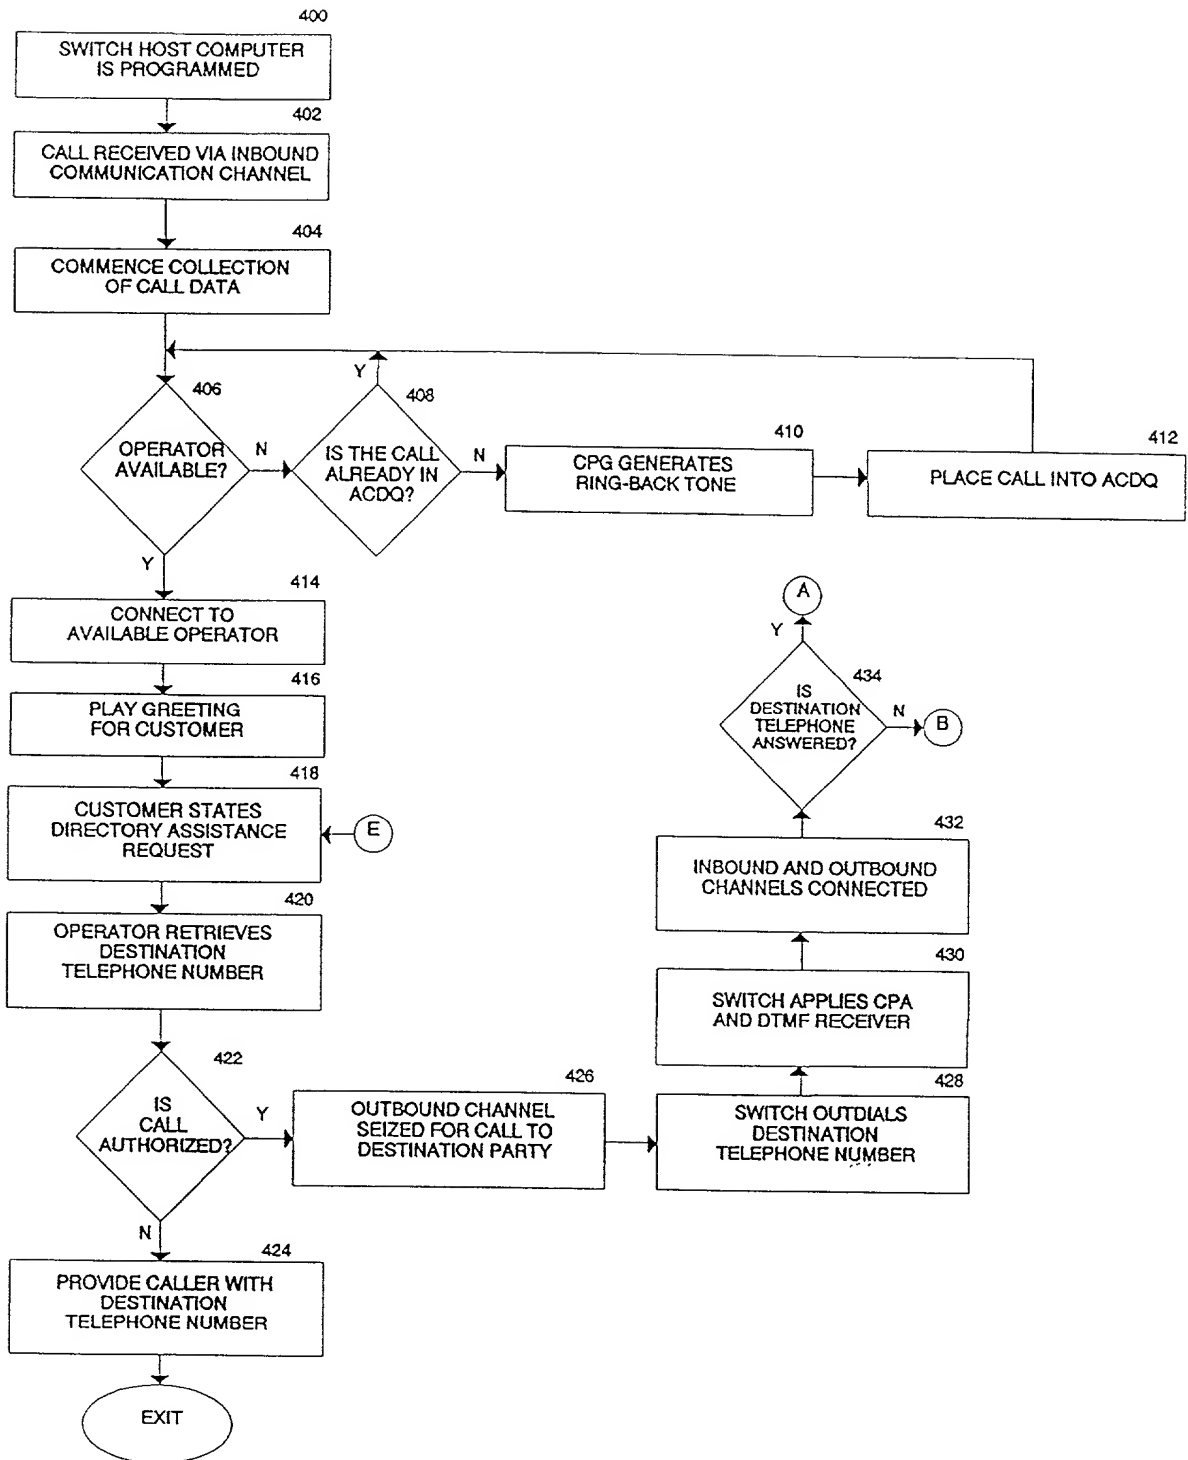 400
SWITCH HOST COMPUTER
IS PROGRAMMED
402
CALL RECEIVED VIA INBOUND
COMMUNICATION CHANNEL
404
COMMENCE COLLECTION
OF CALL DATA
406
OPERATOR
AVAILABLE?
N
Y
408
IS THE CALL
ALREADY IN
ACDQ?
Y
N
410
CPG GENERATES
RING-BACK TONE
412
PLACE CALL INTO ACDQ
414
CONNECT TO
AVAILABLE OPERATOR
416
PLAY GREETING
FOR CUSTOMER
418
CUSTOMER STATES
DIRECTORY ASSISTANCE
REQUEST
E
420
OPERATOR RETRIEVES
DESTINATION
TELEPHONE NUMBER
422
IS
CALL
AUTHORIZED?
Y
N
424
PROVIDE CALLER WITH
DESTINATION
TELEPHONE NUMBER
EXIT
426
OUTBOUND CHANNEL
SEIZED FOR CALL TO
DESTINATION PARTY
428
SWITCH OUTDIALS
DESTINATION
TELEPHONE NUMBER
430
SWITCH APPLIES CPA
AND DTMF RECEIVER
432
INBOUND AND OUTBOUND
CHANNELS CONNECTED
434
IS
DESTINATION
TELEPHONE
ANSWERED?
Y
A
N
B